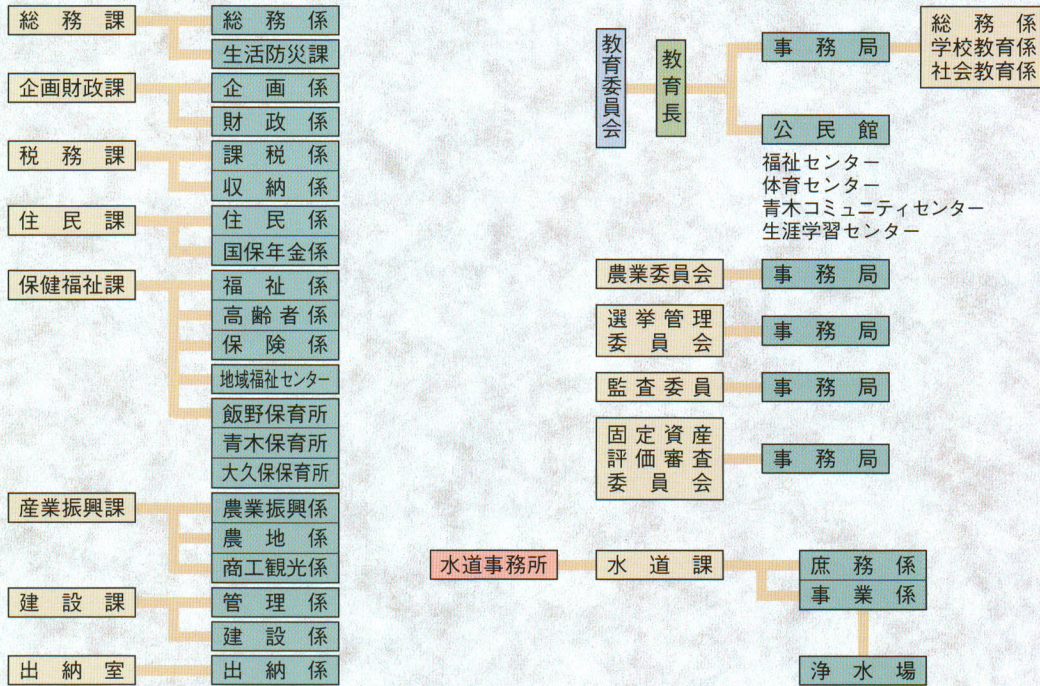 総務課
総務係
生活防災課
企画財政課
企画係
財政係
税務課
課税係
収納係
住民課
住民係
国保年金係
保健福祉課
福祉係
高齢者係
保険係
地域福祉センター
飯野保育所
青木保育所
大久保保育所
産業振興課
農業振興係
農地係
商工観光係
建設課
管理係
建設係
出納室
出納係
教育委員会
教育長
事務局
総務係
学校教育係
社会教育係
公民館
福祉センター
体育センター
青木コミュニティセンター
生涯学習センター
農業委員会
事務局
選挙管理
委員会
事務局
監査委員
事務局
固定資産
評価審査
委員会
事務局
水道事務所
水道課
庶務係
事業係
浄水場